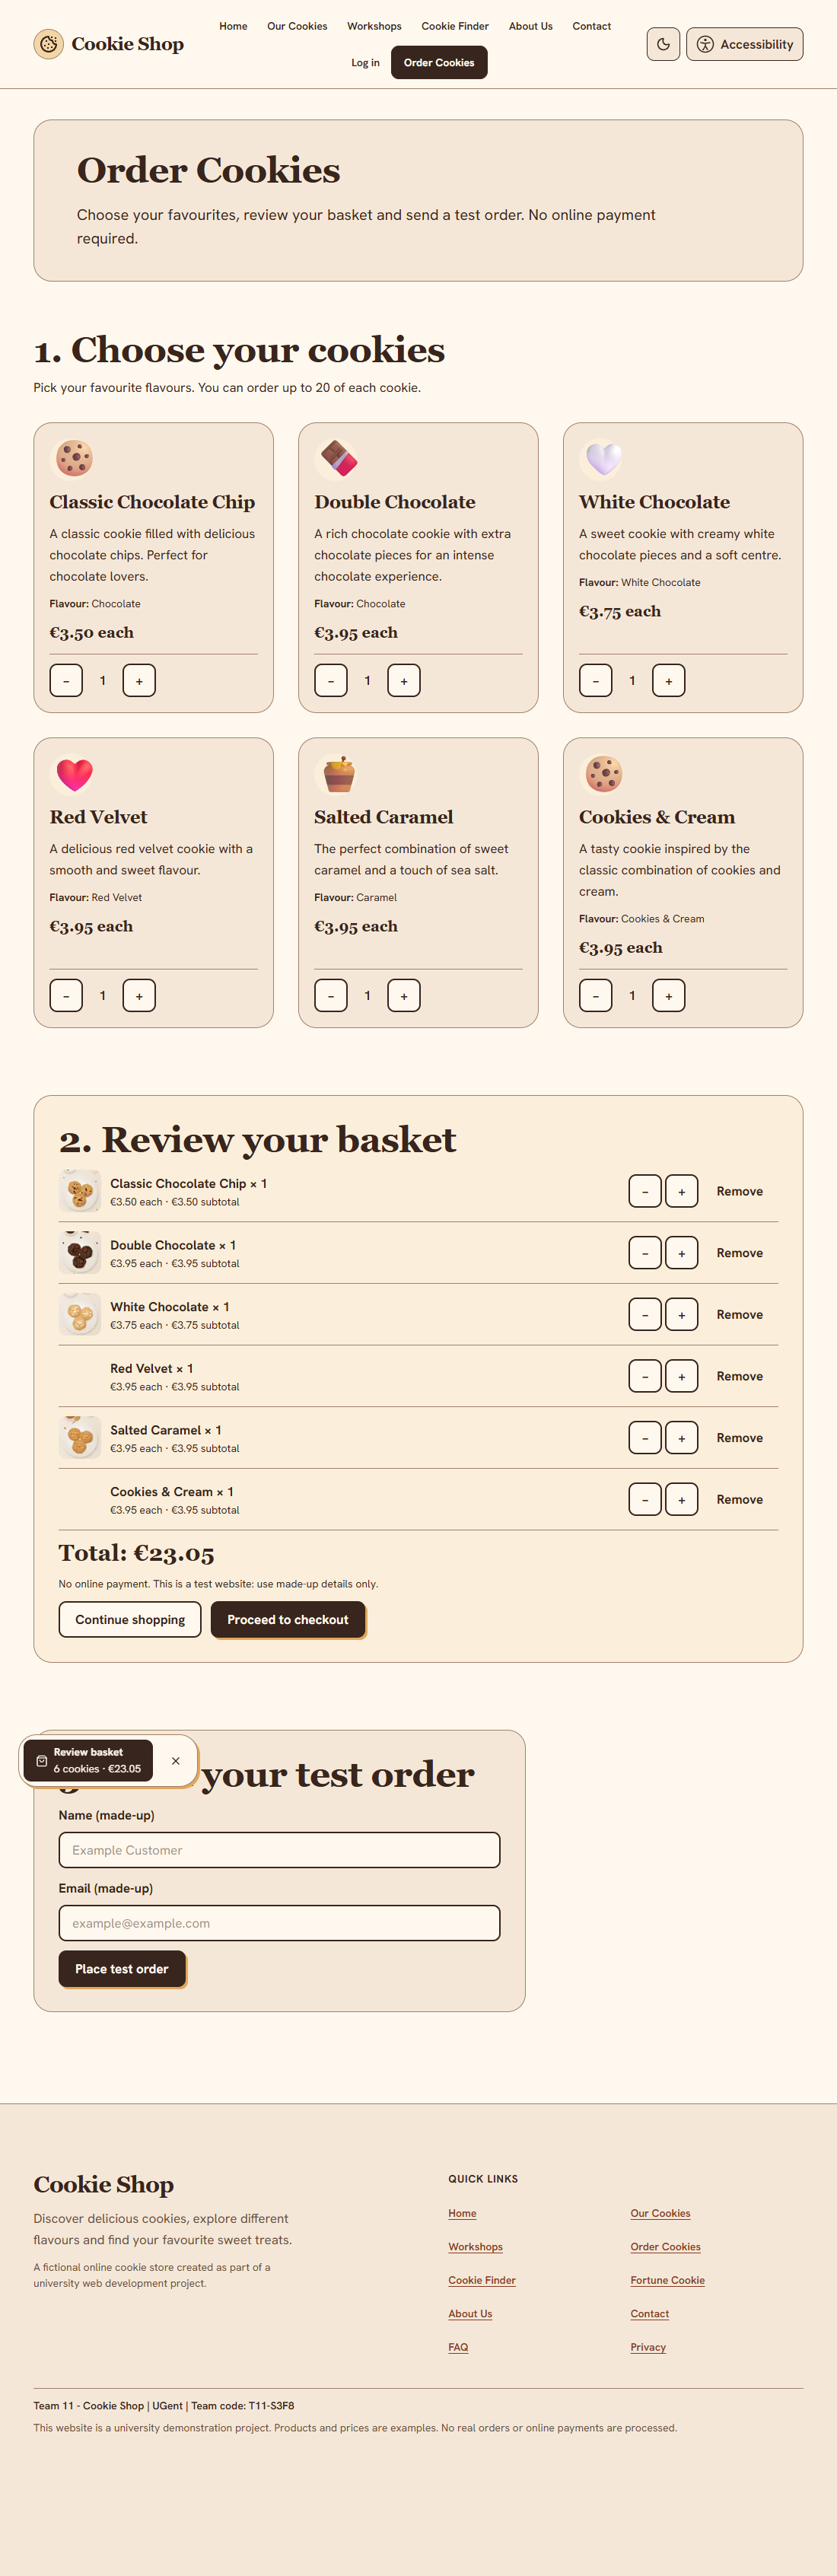 Cookie Shop
Home
Our Cookies
Workshops
Cookie Finder
About Us
Contact
Log in
Order Cookies
Accessibility
Order Cookies
Choose your favourites, review your basket and send a test order. No online payment
required.
1. Choose your cookies
Pick your favourite flavours. You can order up to 20 of each cookie.
Classic Chocolate Chip
A classic cookie filled with delicious
chocolate chips. Perfect for
chocolate lovers.
Flavour: Chocolate
€3.50 each
− 1 +
Double Chocolate
A rich chocolate cookie with extra
chocolate pieces for an intense
chocolate experience.
Flavour: Chocolate
€3.95 each
− 1 +
White Chocolate
A sweet cookie with creamy white
chocolate pieces and a soft centre.
Flavour: White Chocolate
€3.75 each
− 1 +
Red Velvet
A delicious red velvet cookie with a
smooth and sweet flavour.
Flavour: Red Velvet
€3.95 each
− 1 +
Salted Caramel
The perfect combination of sweet
caramel and a touch of sea salt.
Flavour: Caramel
€3.95 each
− 1 +
Cookies & Cream
A tasty cookie inspired by the
classic combination of cookies and
cream.
Flavour: Cookies & Cream
€3.95 each
− 1 +
2. Review your basket
Classic Chocolate Chip × 1
€3.50 each · €3.50 subtotal
− + Remove
Double Chocolate × 1
€3.95 each · €3.95 subtotal
− + Remove
White Chocolate × 1
€3.75 each · €3.75 subtotal
− + Remove
Red Velvet × 1
€3.95 each · €3.95 subtotal
− + Remove
Salted Caramel × 1
€3.95 each · €3.95 subtotal
− + Remove
Cookies & Cream × 1
€3.95 each · €3.95 subtotal
− + Remove
Total: €23.05
No online payment. This is a test website: use made-up details only.
Continue shopping
Proceed to checkout
Review basket
6 cookies · €23.05
×
your test order
Name (made-up)
Example Customer
Email (made-up)
example@example.com
Place test order
Cookie Shop
Discover delicious cookies, explore different
flavours and find your favourite sweet treats.
A fictional online cookie store created as part of a
university web development project.
QUICK LINKS
Home
Our Cookies
Workshops
Order Cookies
Cookie Finder
Fortune Cookie
About Us
Contact
FAQ
Privacy
Team 11 - Cookie Shop | UGent | Team code: T11-S3F8
This website is a university demonstration project. Products and prices are examples. No real orders or online payments are processed.